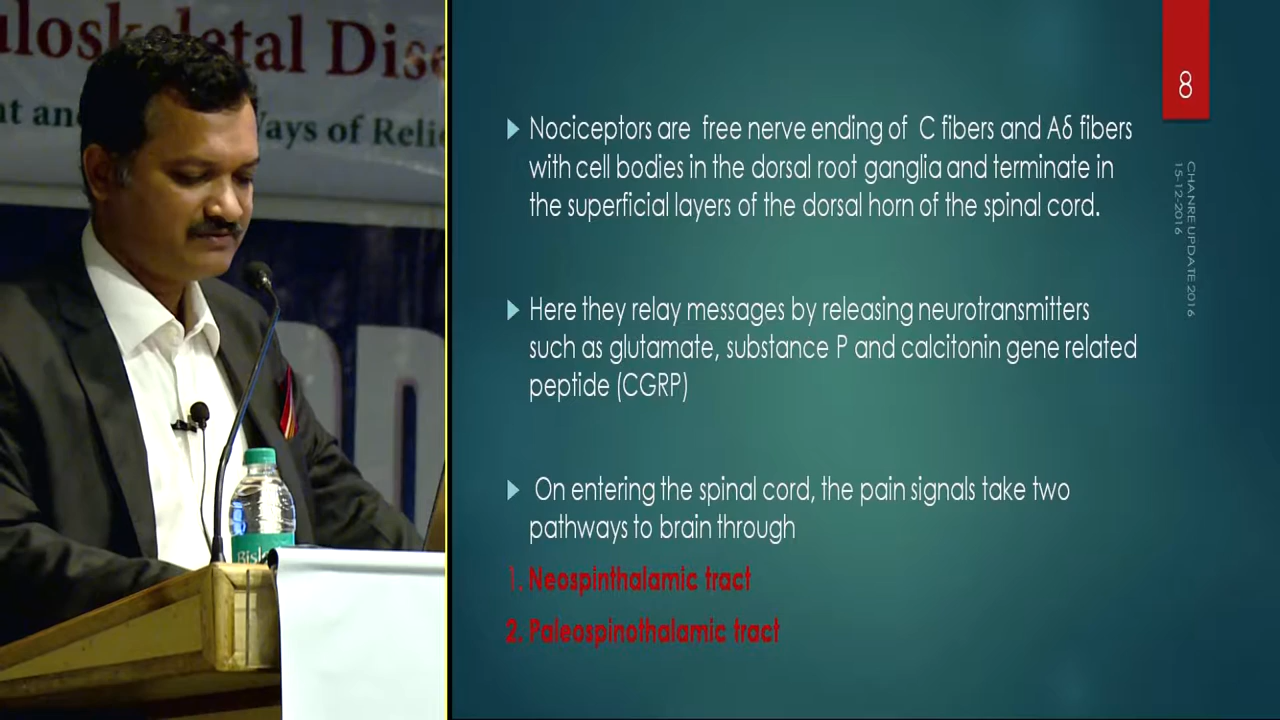 uloskeletal Dise
nt an Ways of Relie
8
Nociceptors are free nerve ending of C fibers and Aδ fibers
with cell bodies in the dorsal root ganglia and terminate in
the superficial layers of the dorsal horn of the spinal cord.
Here they relay messages by releasing neurotransmitters
such as glutamate, substance P and calcitonin gene related
peptide (CGRP)
On entering the spinal cord, the pain signals take two
pathways to brain through
1. Neospinthalamic tract
2. Paleospinothalamic tract
CHANRE UPDATE 2016
15-12-2016